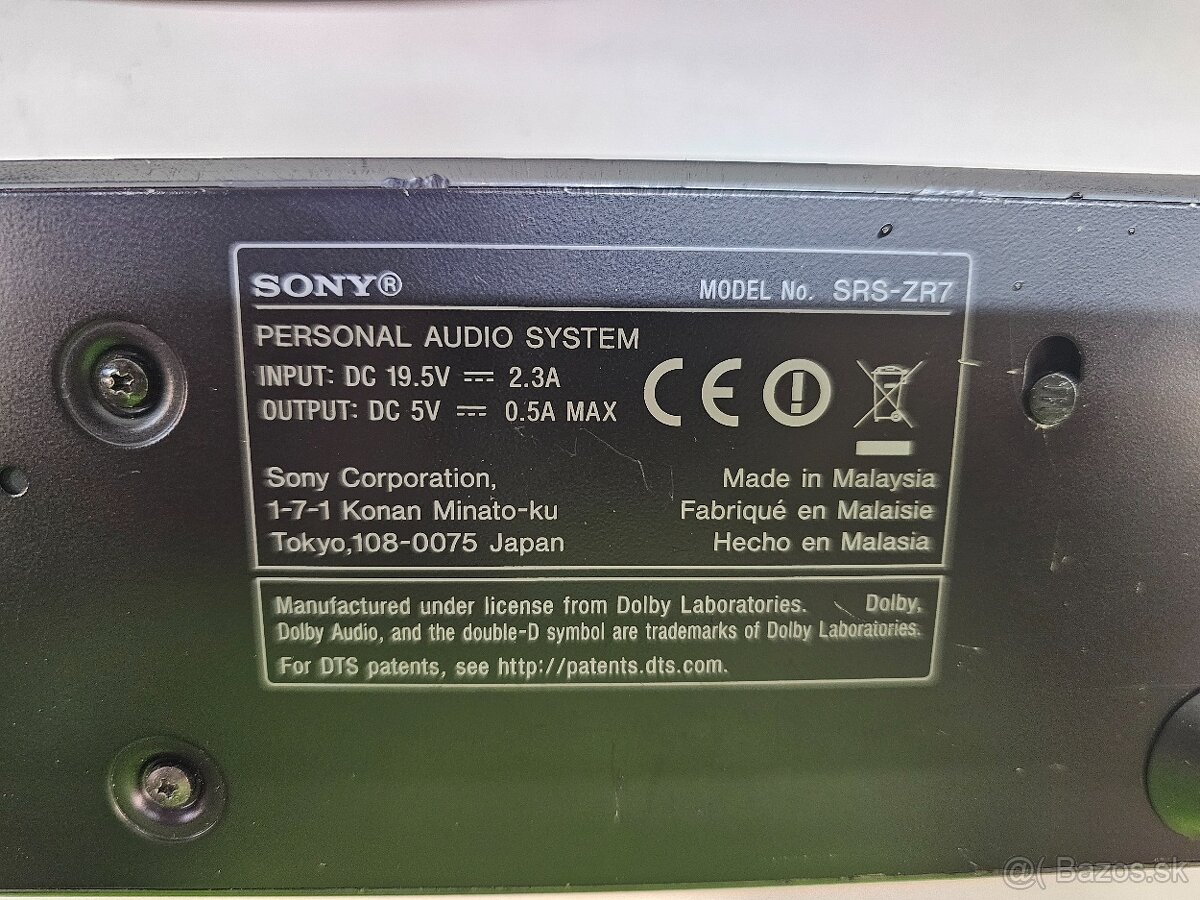 SONY® MODEL No. SRS-ZR7
PERSONAL AUDIO SYSTEM
INPUT: DC 19.5V ⎓ 2.3A
OUTPUT: DC 5V ⎓ 0.5A MAX
CE
Sony Corporation,
1-7-1 Konan Minato-ku
Tokyo,108-0075 Japan
Made in Malaysia
Fabriqué en Malaisie
Hecho en Malasia
Manufactured under license from Dolby Laboratories. Dolby,
Dolby Audio, and the double-D symbol are trademarks of Dolby Laboratories.
For DTS patents, see http://patents.dts.com.
@( Bazos.sk